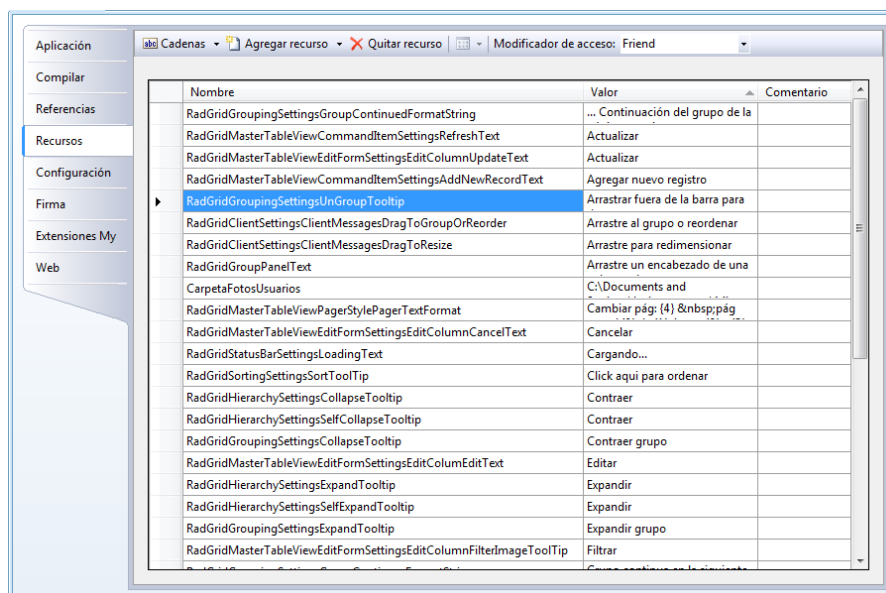 Aplicación
Compilar
Referencias
Recursos
Configuración
Firma
Extensiones My
Web
abc Cadenas Agregar recurso Quitar recurso Modificador de acceso: Friend
Nombre Valor Comentario
RadGridGroupingSettingsGroupContinuedFormatString ... Continuación del grupo de la
RadGridMasterTableViewCommandItemSettingsRefreshText Actualizar
RadGridMasterTableViewEditFormSettingsEditColumnUpdateText Actualizar
RadGridMasterTableViewCommandItemSettingsAddNewRecordText Agregar nuevo registro
RadGridGroupingSettingsUnGroupTooltip Arrastrar fuera de la barra para
RadGridClientSettingsClientMessagesDragToGroupOrReorder Arrastre al grupo o reordenar
RadGridClientSettingsClientMessagesDragToResize Arrastre para redimensionar
RadGridGroupPanelText Arrastre un encabezado de una
CarpetaFotosUsuarios C:\Documents and
RadGridMasterTableViewPagerStylePagerTextFormat Cambiar pág: {4} &nbsp;pág
RadGridMasterTableViewEditFormSettingsEditColumnCancelText Cancelar
RadGridStatusBarSettingsLoadingText Cargando...
RadGridSortingSettingsSortToolTip Click aqui para ordenar
RadGridHierarchySettingsCollapseTooltip Contraer
RadGridHierarchySettingsSelfCollapseTooltip Contraer
RadGridGroupingSettingsCollapseTooltip Contraer grupo
RadGridMasterTableViewEditFormSettingsEditColumEditText Editar
RadGridHierarchySettingsExpandTooltip Expandir
RadGridHierarchySettingsSelfExpandTooltip Expandir
RadGridGroupingSettingsExpandTooltip Expandir grupo
RadGridMasterTableViewEditFormSettingsEditColumnFilterImageToolTip Filtrar